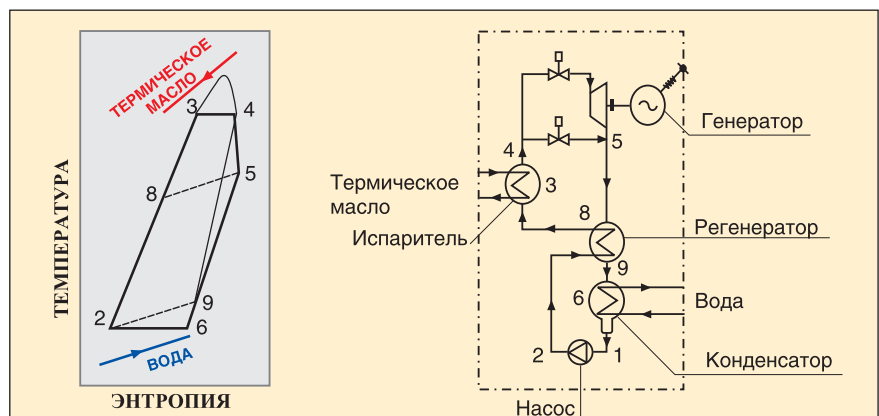 ТЕРМИЧЕСКОЕ
МАСЛО
3
4
5
8
9
2
6
ВОДА
ТЕМПЕРАТУРА
ЭНТРОПИЯ
4
5
Генератор
3
Термическое
масло
Испаритель
8
Регенератор
9
6
Вода
2
1
Конденсатор
Насос